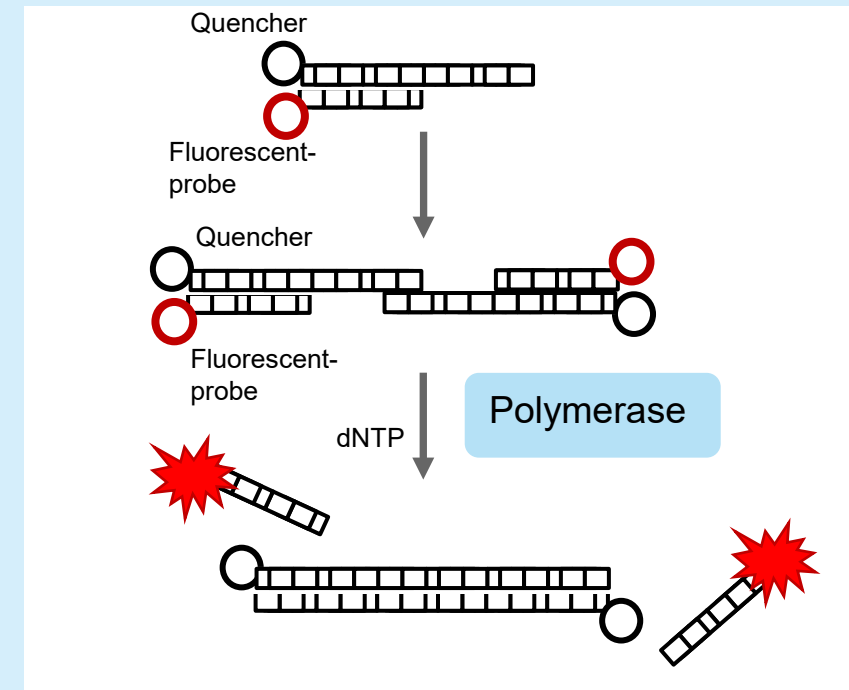 Quencher
Fluorescent-
probe
Quencher
Fluorescent-
probe
dNTP
Polymerase